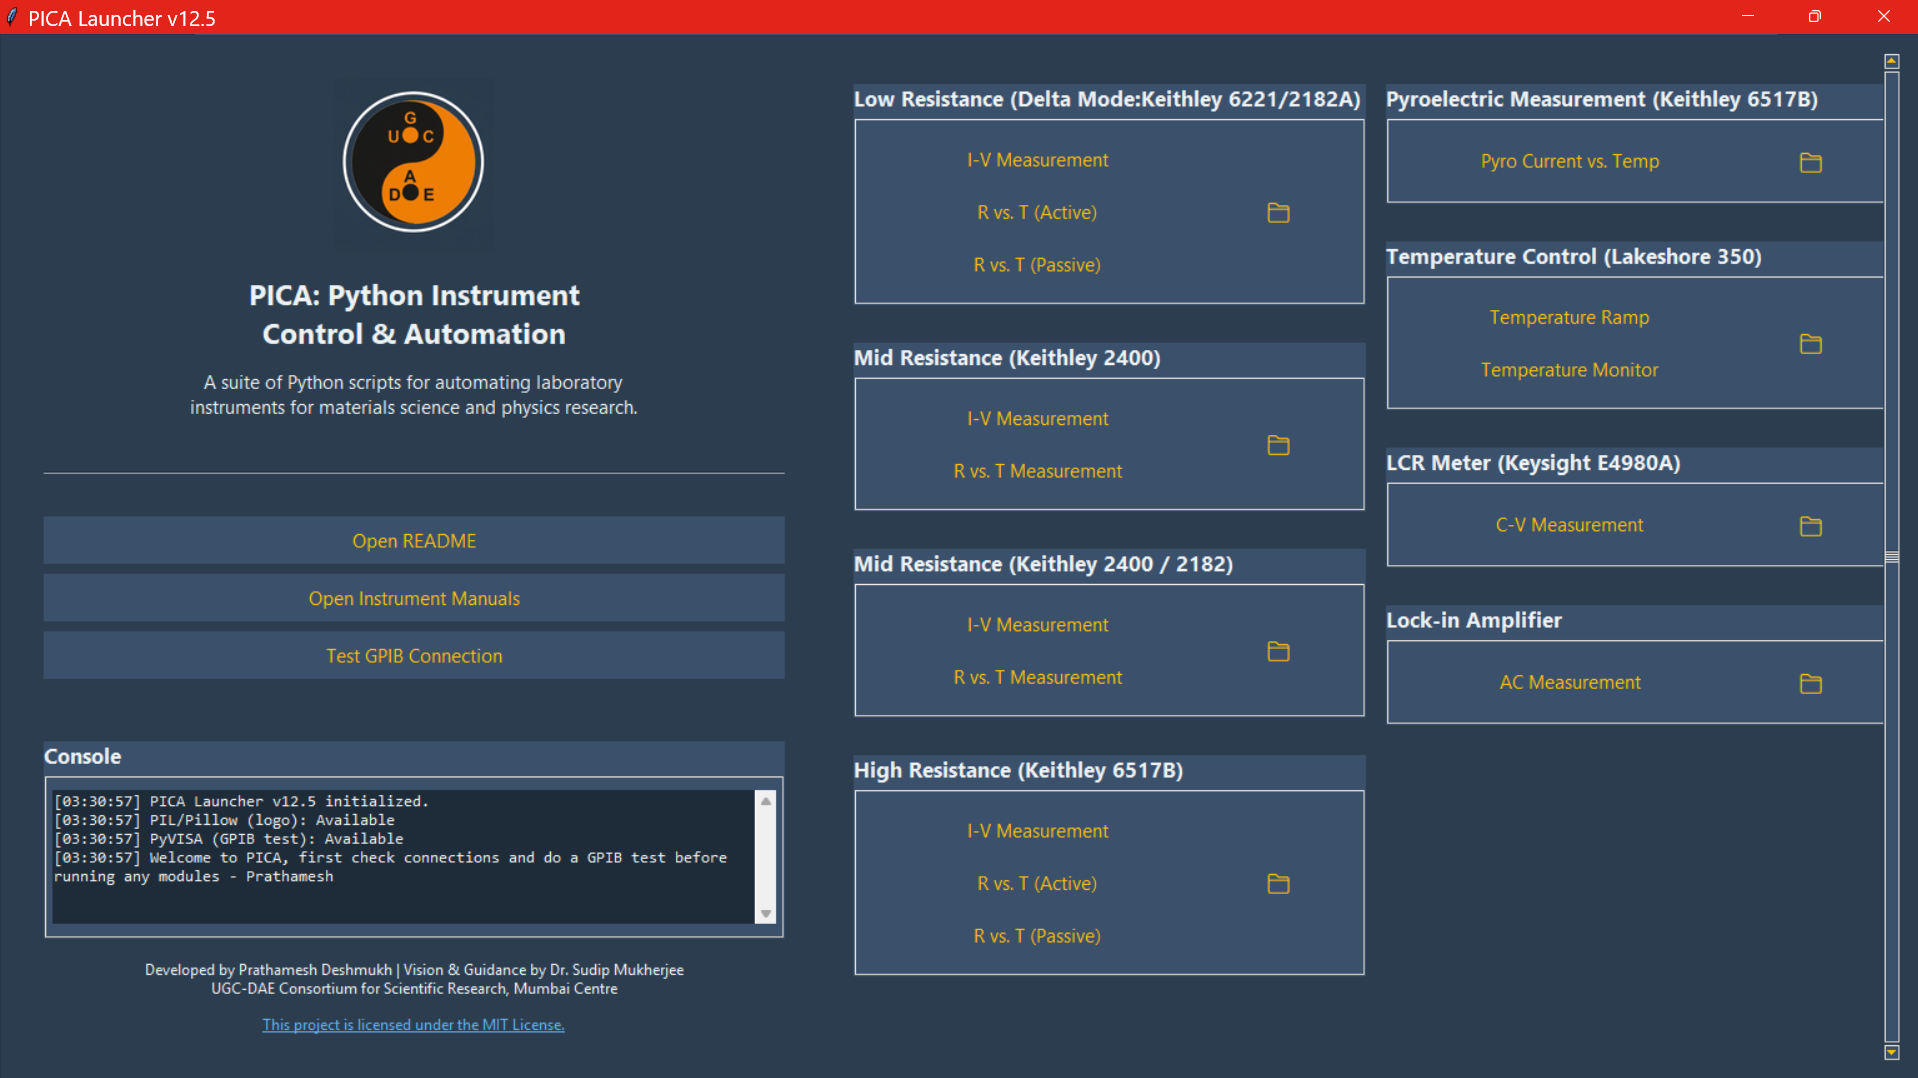 PICA Launcher v12.5
G
U C
A
D E
PICA: Python Instrument
Control & Automation
A suite of Python scripts for automating laboratory
instruments for materials science and physics research.
Open README
Open Instrument Manuals
Test GPIB Connection
Console
[03:30:57] PICA Launcher v12.5 initialized.
[03:30:57] PIL/Pillow (logo): Available
[03:30:57] PyVISA (GPIB test): Available
[03:30:57] Welcome to PICA, first check connections and do a GPIB test before
running any modules - Prathamesh
Developed by Prathamesh Deshmukh | Vision & Guidance by Dr. Sudip Mukherjee
UGC-DAE Consortium for Scientific Research, Mumbai Centre
This project is licensed under the MIT License.
Low Resistance (Delta Mode:Keithley 6221/2182A)
I-V Measurement
R vs. T (Active)
R vs. T (Passive)
Mid Resistance (Keithley 2400)
I-V Measurement
R vs. T Measurement
Mid Resistance (Keithley 2400 / 2182)
I-V Measurement
R vs. T Measurement
High Resistance (Keithley 6517B)
I-V Measurement
R vs. T (Active)
R vs. T (Passive)
Pyroelectric Measurement (Keithley 6517B)
Pyro Current vs. Temp
Temperature Control (Lakeshore 350)
Temperature Ramp
Temperature Monitor
LCR Meter (Keysight E4980A)
C-V Measurement
Lock-in Amplifier
AC Measurement